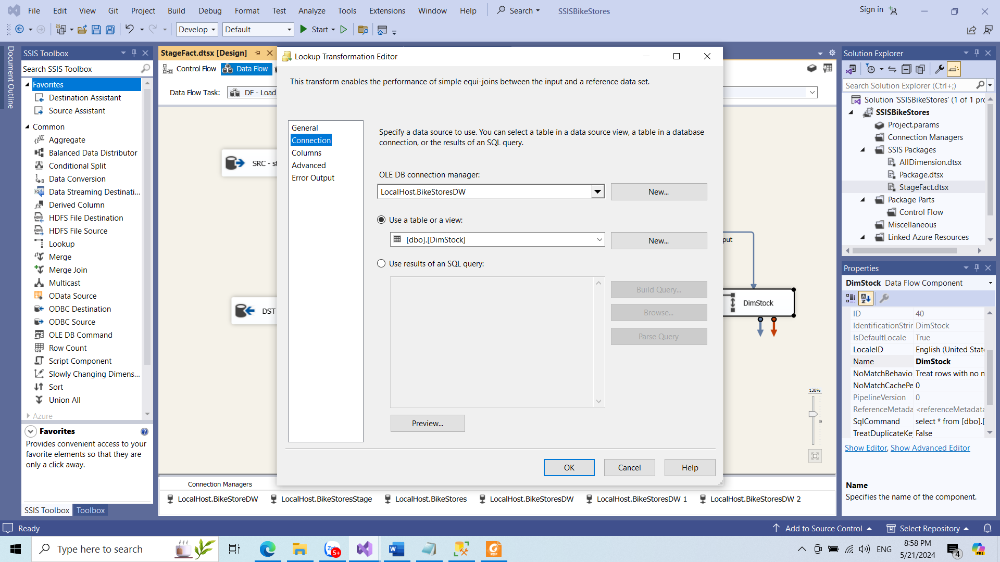 File Edit View Git Project Build Debug Format Test Analyze Tools Extensions Window Help Search SSISBikeStores Sign in
Develop Default Start
Document Outline
SSIS Toolbox
Search SSIS Toolbox
Favorites
Destination Assistant
Source Assistant
Common
Aggregate
Balanced Data Distributor
Conditional Split
Data Conversion
Data Streaming Destinati...
Derived Column
HDFS File Destination
HDFS File Source
Lookup
Merge
Merge Join
Multicast
OData Source
ODBC Destination
ODBC Source
OLE DB Command
Row Count
Script Component
Slowly Changing Dimens...
Sort
Union All
Azure
Favorites
Provides convenient access to your
favorite elements so that they are
only a click away.
SSIS Toolbox Toolbox
StageFact.dtsx [Design]
Control Flow Data Flow
Data Flow Task: DF - Load
SRC - st
DST
put
DimStock
130%
Lookup Transformation Editor
This transform enables the performance of simple equi-joins between the input and a reference data set.
General
Connection
Columns
Advanced
Error Output
Specify a data source to use. You can select a table in a data source view, a table in a database
connection, or the results of an SQL query.
OLE DB connection manager:
LocalHost.BikeStoresDW New...
Use a table or a view:
[dbo].[DimStock] New...
Use results of an SQL query:
Build Query...
Browse...
Parse Query
Preview...
OK Cancel Help
Connection Managers
LocalHost.BikeStoreDW LocalHost.BikeStoresStage LocalHost.BikeStores LocalHost.BikeStoresDW LocalHost.BikeStoresDW 1 LocalHost.BikeStoresDW 2
Solution Explorer
Search Solution Explorer (Ctrl+;)
Solution 'SSISBikeStores' (1 of 1 pro
SSISBikeStores
Project.params
Connection Managers
SSIS Packages
AllDimension.dtsx
Package.dtsx
StageFact.dtsx
Package Parts
Control Flow
Miscellaneous
Linked Azure Resources
Properties
DimStock Data Flow Component
ID 40
IdentificationStrin DimStock
IsDefaultLocale True
LocaleID English (United State
Name DimStock
NoMatchBehavio Treat rows with no m
NoMatchCachePe 0
PipelineVersion 0
ReferenceMetada <referenceMetadata
SqlCommand select * from [dbo].[
TreatDuplicateKe False
Show Editor, Show Advanced Editor
Name
Specifies the name of the component.
Ready Add to Source Control Select Repository
Type here to search
5+
ENG
8:58 PM
5/21/2024
4
PRE